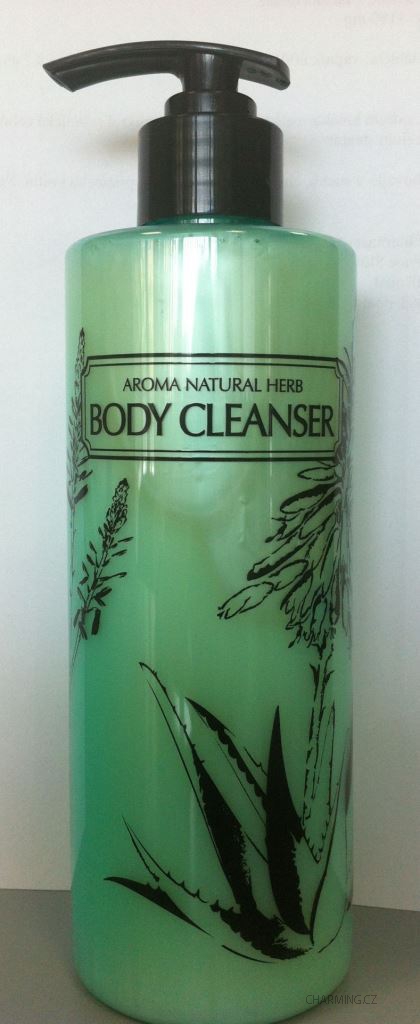 AROMA NATURAL HERB
BODY CLEANSER
CHARMING.CZ